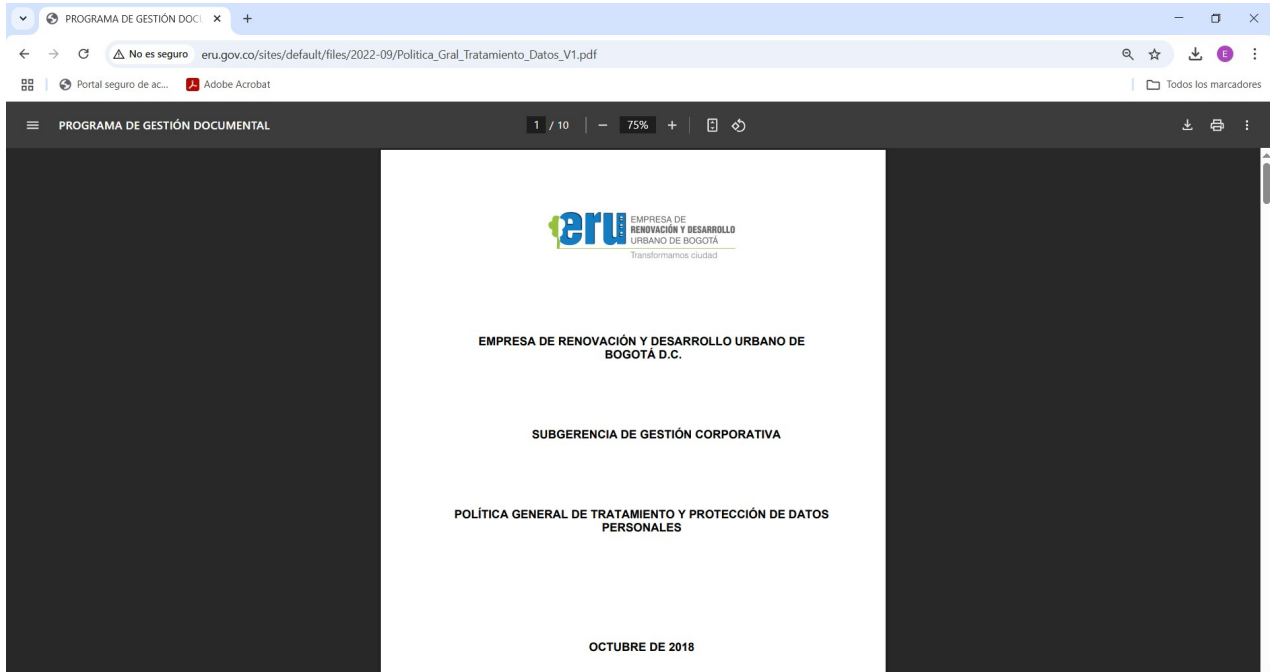 PROGRAMA DE GESTIÓN DOCU
No es seguro eru.gov.co/sites/default/files/2022-09/Politica_Gral_Tratamiento_Datos_V1.pdf
E
Portal seguro de ac...
Adobe Acrobat
Todos los marcadores
PROGRAMA DE GESTIÓN DOCUMENTAL
1 / 10
75%
eru
EMPRESA DE
RENOVACIÓN Y DESARROLLO
URBANO DE BOGOTÁ
Transformamos ciudad
EMPRESA DE RENOVACIÓN Y DESARROLLO URBANO DE
BOGOTÁ D.C.
SUBGERENCIA DE GESTIÓN CORPORATIVA
POLÍTICA GENERAL DE TRATAMIENTO Y PROTECCIÓN DE DATOS
PERSONALES
OCTUBRE DE 2018